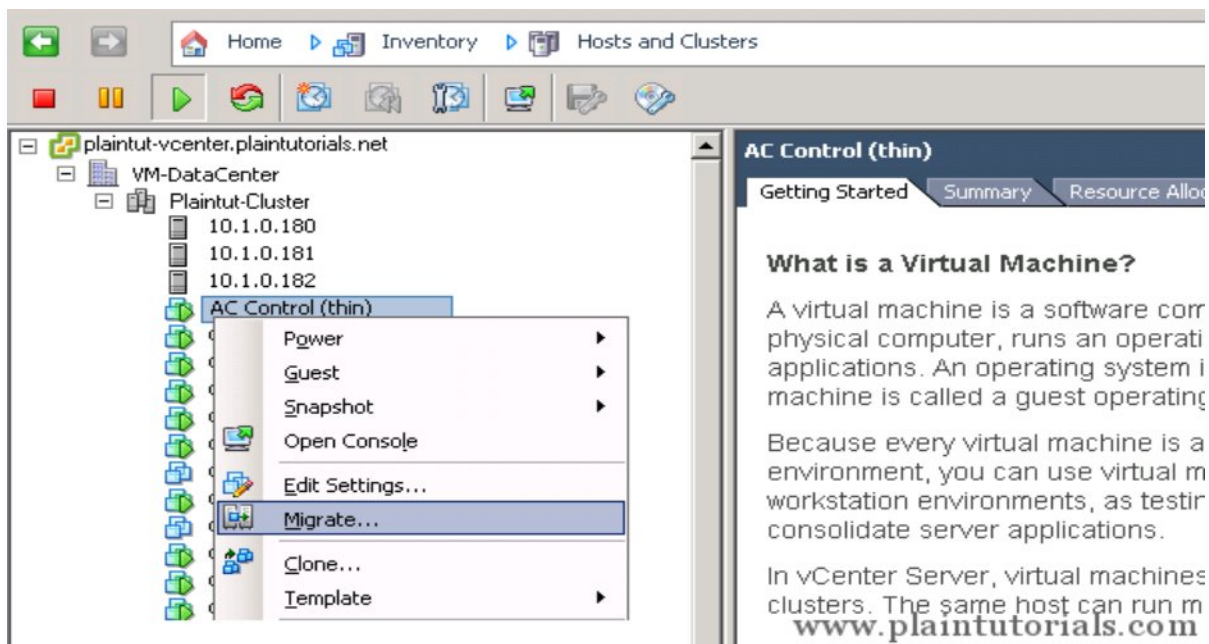 Home Inventory Hosts and Clusters
plaintut-vcenter.plaintutorials.net
VM-DataCenter
Plaintut-Cluster
10.1.0.180
10.1.0.181
10.1.0.182
AC Control (thin)
Power
Guest
Snapshot
Open Console
Edit Settings...
Migrate...
Clone...
Template
AC Control (thin)
Getting Started Summary Resource Alloc
What is a Virtual Machine?
A virtual machine is a software com
physical computer, runs an operati
applications. An operating system i
machine is called a guest operating
Because every virtual machine is a
environment, you can use virtual m
workstation environments, as testin
consolidate server applications.
In vCenter Server, virtual machines
clusters. The same host can run m
www.plaintutorials.com